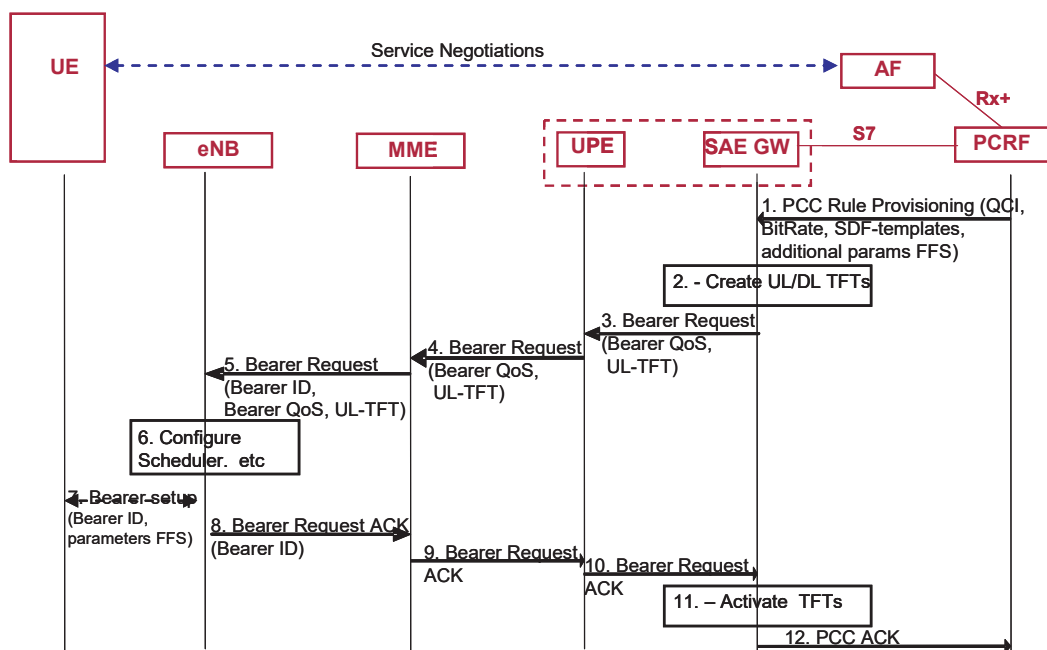 Service Negotiations
UE
AF
Rx+
eNB
MME
UPE
SAE GW
S7
PCRF
1. PCC Rule Provisioning (QCI,
BitRate, SDF-templates,
additional params FFS)
2. - Create UL/DL TFTs
3. Bearer Request
(Bearer QoS,
UL-TFT)
4. Bearer Request
(Bearer QoS,
UL-TFT)
5. Bearer Request
(Bearer ID,
Bearer QoS, UL-TFT)
6. Configure
Scheduler. etc
7. Bearer setup
(Bearer ID,
parameters FFS)
8. Bearer Request ACK
(Bearer ID)
9. Bearer Request
ACK
10. Bearer Request
ACK
11. – Activate TFTs
12. PCC ACK